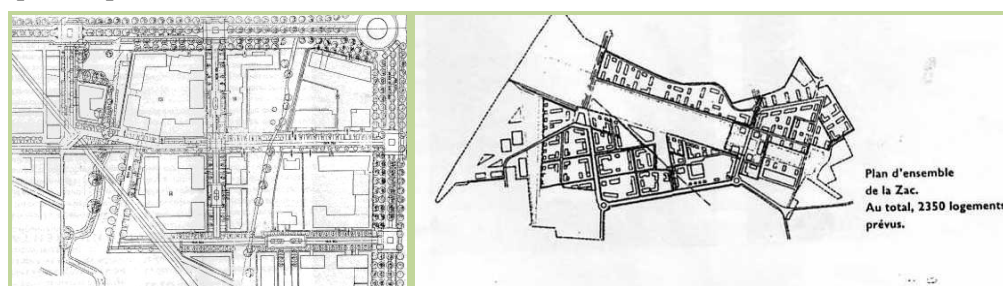 Plan d'ensemble
de la Zac.
Au total, 2350 logements
prévus.